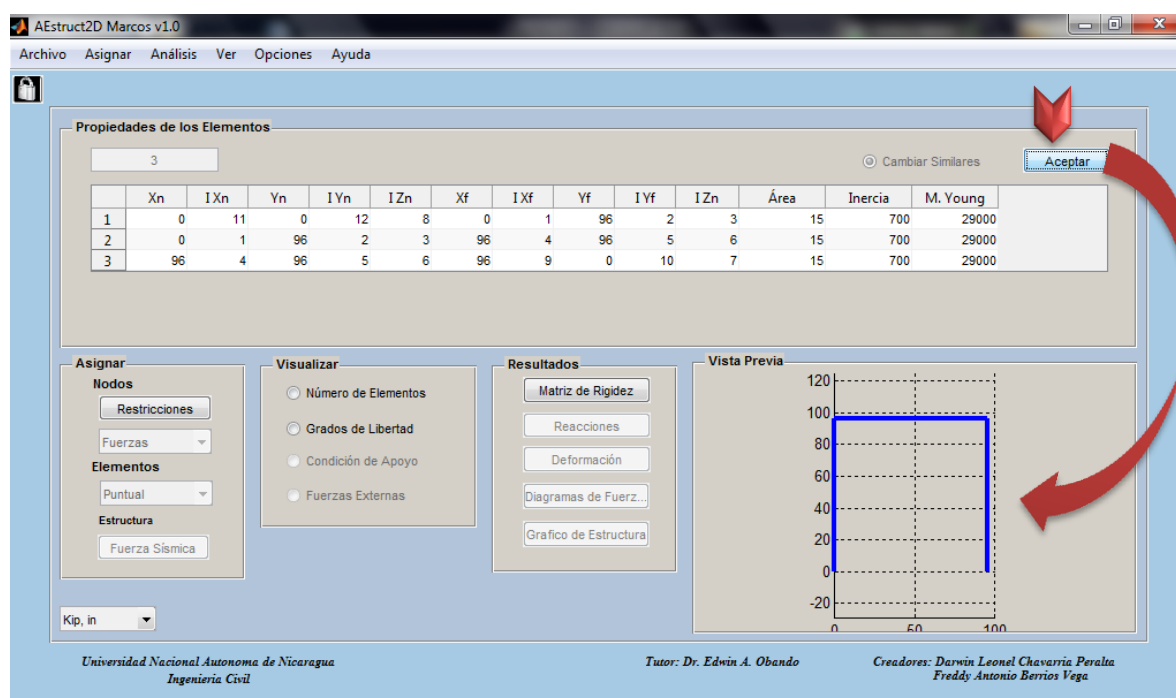 AEstruct2D Marcos v1.0
Archivo Asignar Análisis Ver Opciones Ayuda
Propiedades de los Elementos
3
Cambiar Similares
Aceptar
Xn I Xn Yn I Yn I Zn Xf I Xf Yf I Yf I Zn Área Inercia M. Young
1 0 11 0 12 8 0 1 96 2 3 15 700 29000
2 0 1 96 2 3 96 4 96 5 6 15 700 29000
3 96 4 96 5 6 96 9 0 10 7 15 700 29000
Asignar
Nodos
Restricciones
Fuerzas
Elementos
Puntual
Estructura
Fuerza Sísmica
Visualizar
Número de Elementos
Grados de Libertad
Condición de Apoyo
Fuerzas Externas
Resultados
Matriz de Rigidez
Reacciones
Deformación
Diagramas de Fuerz...
Grafico de Estructura
Vista Previa
120
100
80
60
40
20
0
-20
0 50 100
Kip, in
Universidad Nacional Autonoma de Nicaragua
Ingenieria Civil
Tutor: Dr. Edwin A. Obando
Creadores: Darwin Leonel Chavarria Peralta
Freddy Antonio Berrios Vega